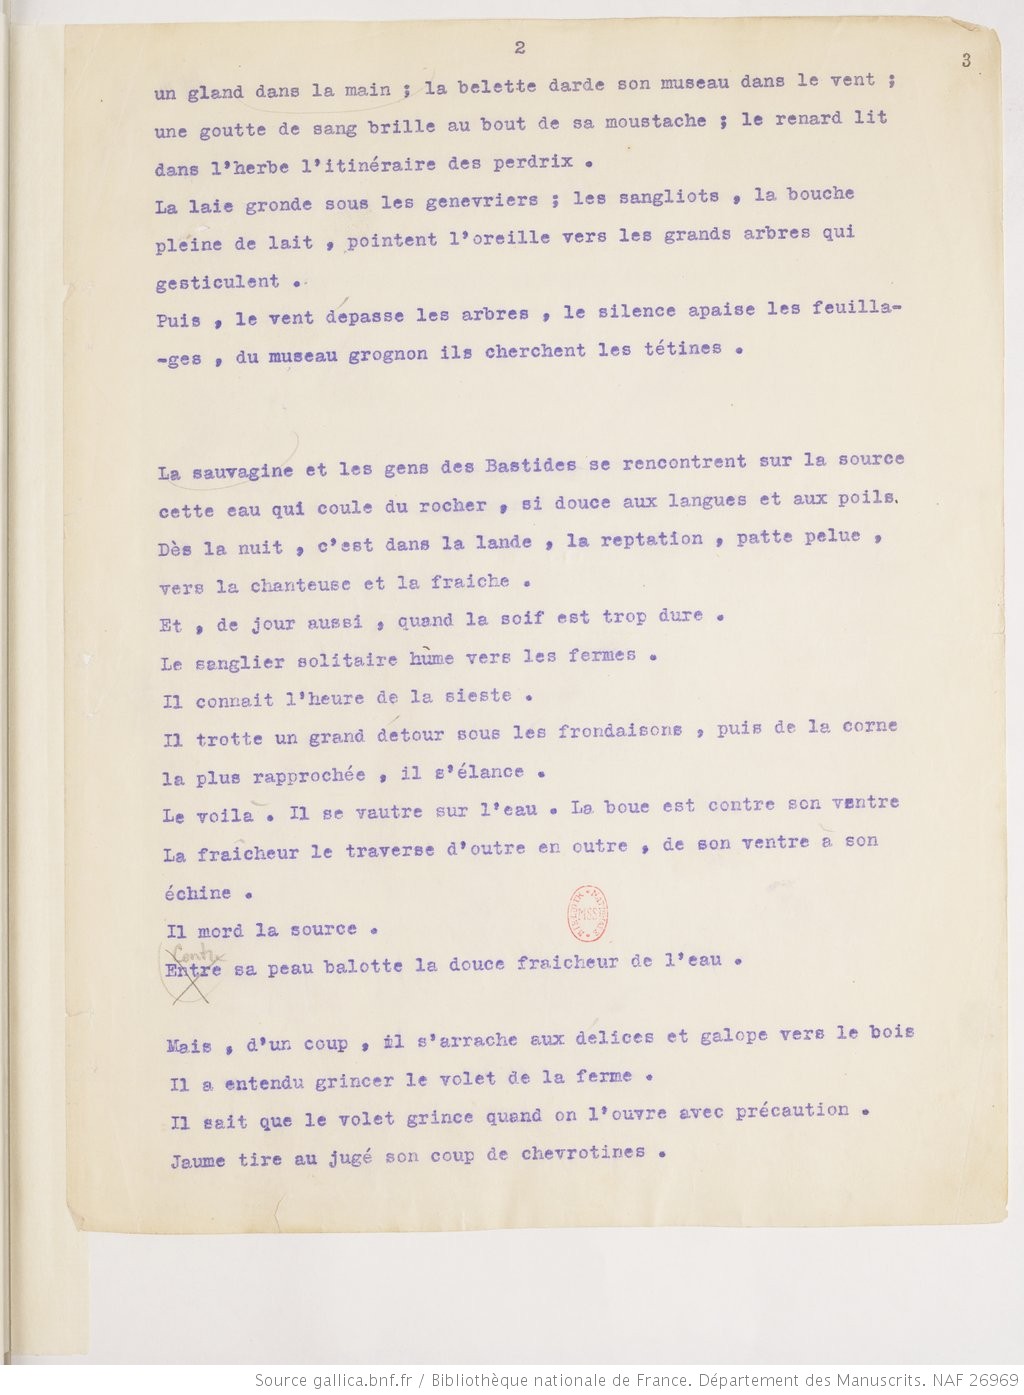 2
3
un gland dans la main ; la belette darde son museau dans le vent ;
une goutte de sang brille au bout de sa moustache ; le renard lit
dans l'herbe l'itinéraire des perdrix .
La laie gronde sous les genevriers ; les sangliots , la bouche
pleine de lait , pointent l'oreille vers les grands arbres qui
gesticulent .
Puis , le vent dépasse les arbres , le silence apaise les feuilla-
-ges , du museau grognon ils cherchent les tétines .
La sauvagine et les gens des Bastides se rencontrent sur la source
cette eau qui coule du rocher , si douce aux langues et aux poils.
Dès la nuit , c'est dans la lande , la reptation , patte pelue ,
vers la chanteuse et la fraiche .
Et , de jour aussi , quand la soif est trop dure .
Le sanglier solitaire hùme vers les fermes .
Il connait l'heure de la sieste .
Il trotte un grand détour sous les frondaisons , puis de la corne
la plus rapprochée , il s'élance .
Le voilà . Il se vautre sur l'eau . La boue est contre son ventre
La fraîcheur le traverse d'outre en outre , de son ventre à son
échine .
Il mord la source .
Contre
Entre sa peau balotte la douce fraicheur de l'eau .
Mais , d'un coup , il s'arrache aux délices et galope vers le bois
Il a entendu grincer le volet de la ferme .
Il sait que le volet grince quand on l'ouvre avec précaution .
Jaume tire au jugé son coup de chevrotines .
MSS
Source gallica.bnf.fr / Bibliothèque nationale de France. Département des Manuscrits. NAF 26969